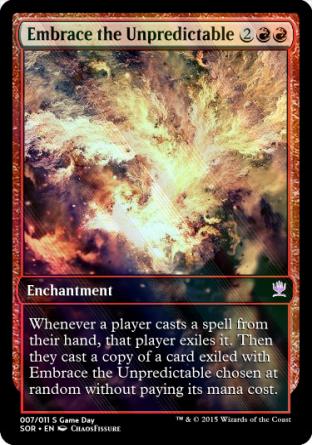 Embrace the Unpredictable 2
Enchantment
Whenever a player casts a spell from
their hand, that player exiles it. Then
they cast a copy of a card exiled with
Embrace the Unpredictable chosen at
random without paying its mana cost.
007/011 S Game Day
SOR • EN ChaosFissure
™ & © 2015 Wizards of the Coast